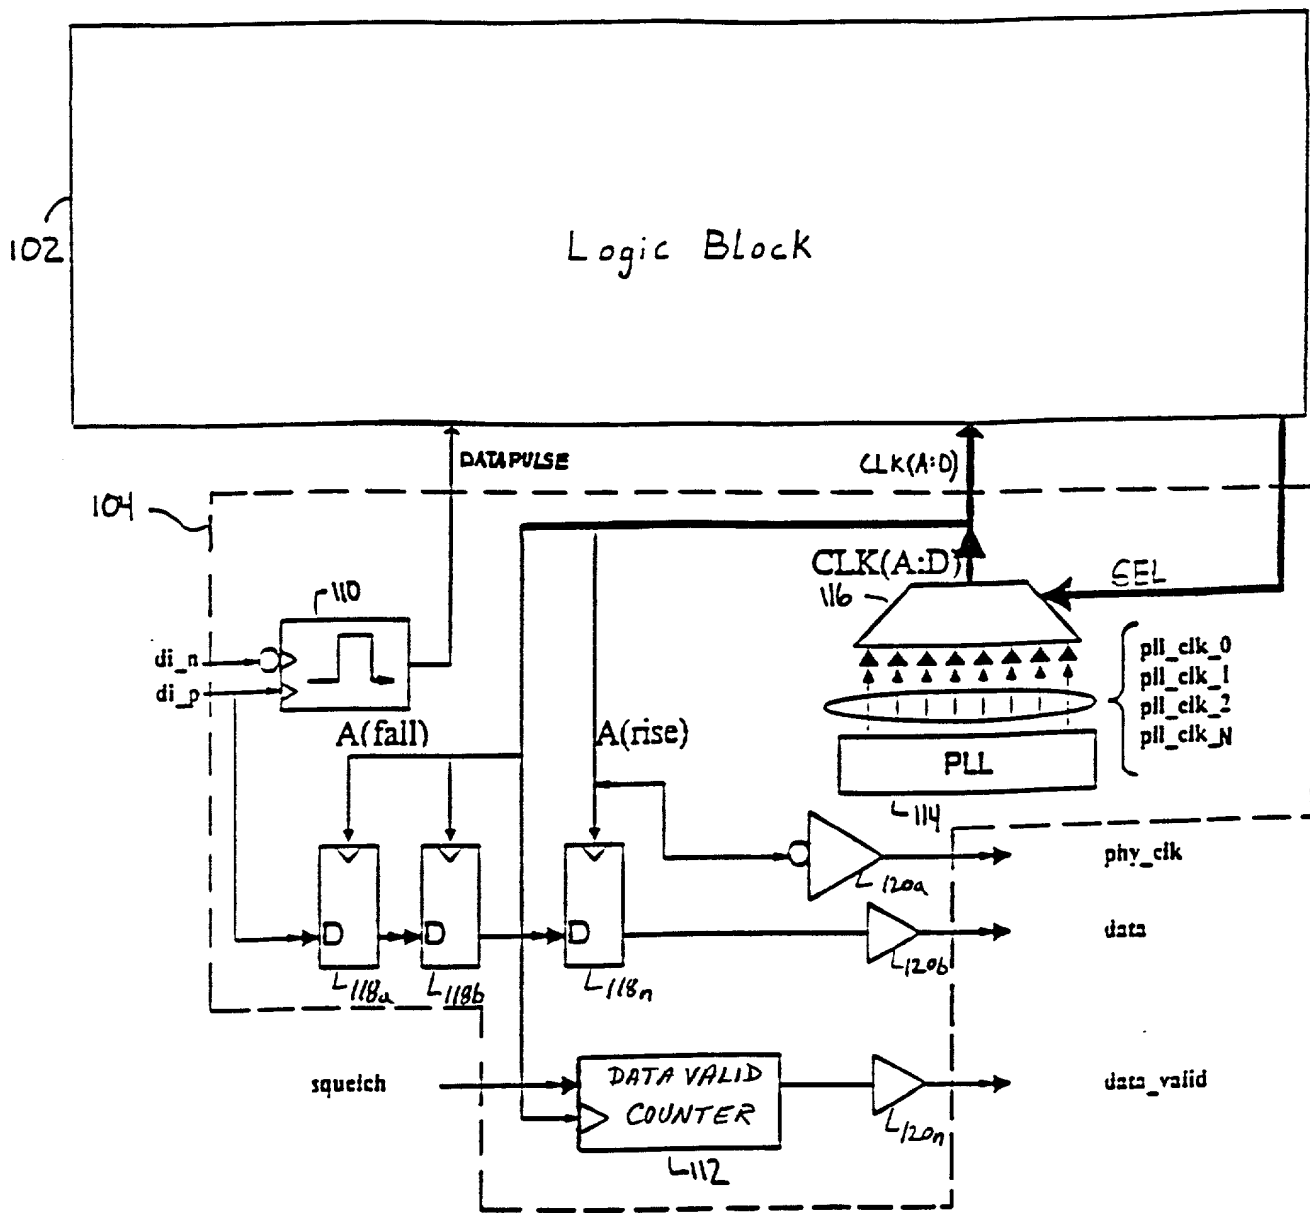 102
Logic Block
DATAPULSE
CLK(A:D)
104
CLK(A:D)
SEL
110
116
di_n
di_p
pll_clk_0
pll_clk_1
pll_clk_2
pll_clk_N
A(fall)
A(rise)
PLL
114
phy_clk
120a
D
D
D
data
118a
118b
118n
120b
squelch
DATA VALID
COUNTER
data_valid
120n
112